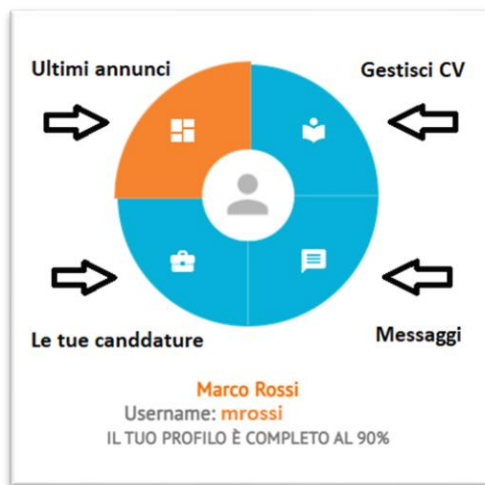 Ultimi annunci
Gestisci CV
Le tue canddature
Messaggi
Marco Rossi
Username: mrossi
IL TUO PROFILO È COMPLETO AL 90%